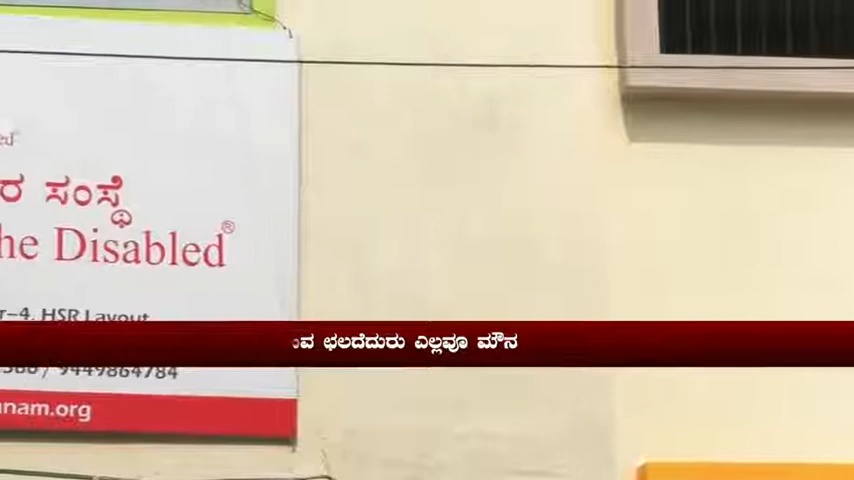 ರ ಸಂಸ್ಥೆ
he Disabled®
r-4, HSR Layout
ವ ಛಲದೆದುರು ಎಲ್ಲವೂ ಮೌನ
/ 9449864784
nam.org